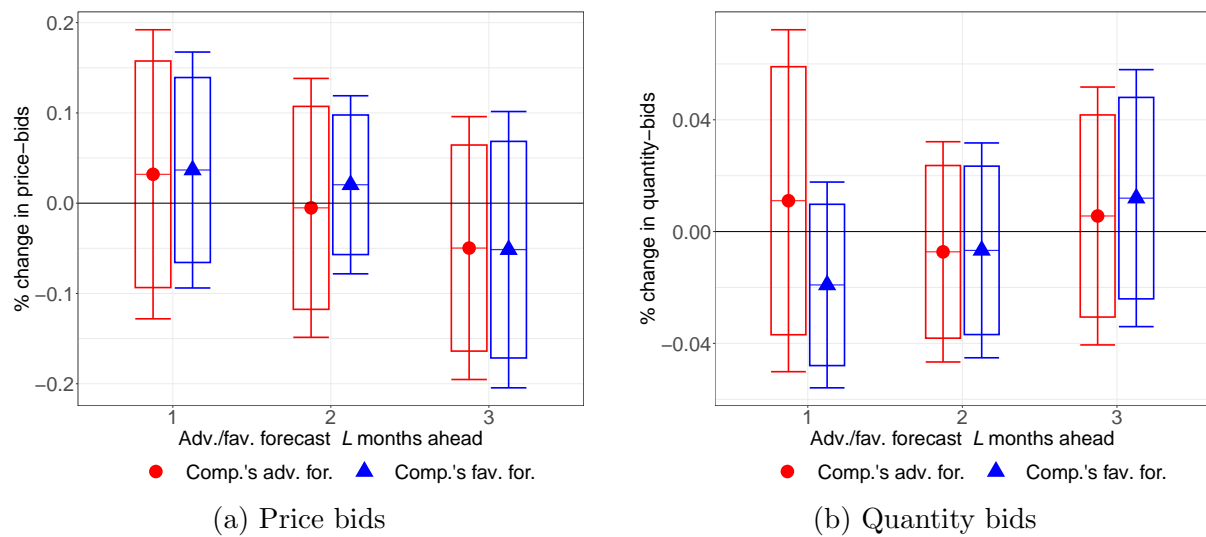 % change in price−bids
0.2
0.1
0.0
−0.1
−0.2
1 2 3
Adv./fav. forecast L months ahead
Comp.'s adv. for. Comp.'s fav. for.
(a) Price bids
% change in quantity−bids
0.04
0.00
−0.04
1 2 3
Adv./fav. forecast L months ahead
Comp.'s adv. for. Comp.'s fav. for.
(b) Quantity bids